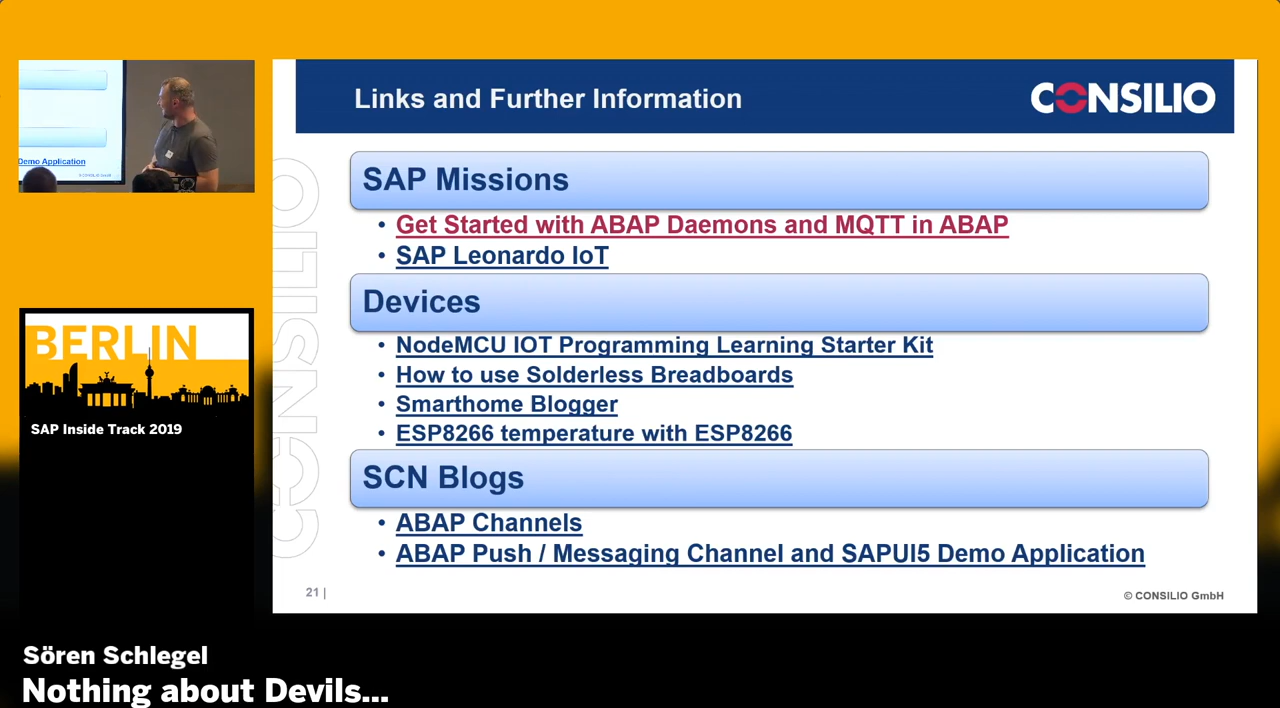 Links and Further Information
CONSILIO
SAP Missions
• Get Started with ABAP Daemons and MQTT in ABAP
• SAP Leonardo IoT
Devices
• NodeMCU IOT Programming Learning Starter Kit
• How to use Solderless Breadboards
• Smarthome Blogger
• ESP8266 temperature with ESP8266
SCN Blogs
• ABAP Channels
• ABAP Push / Messaging Channel and SAPUI5 Demo Application
21 |
© CONSILIO GmbH
CONSILIO
Demo Application
© CONSILIO GmbH
BERLIN
SAP Inside Track 2019
Sören Schlegel
Nothing about Devils...